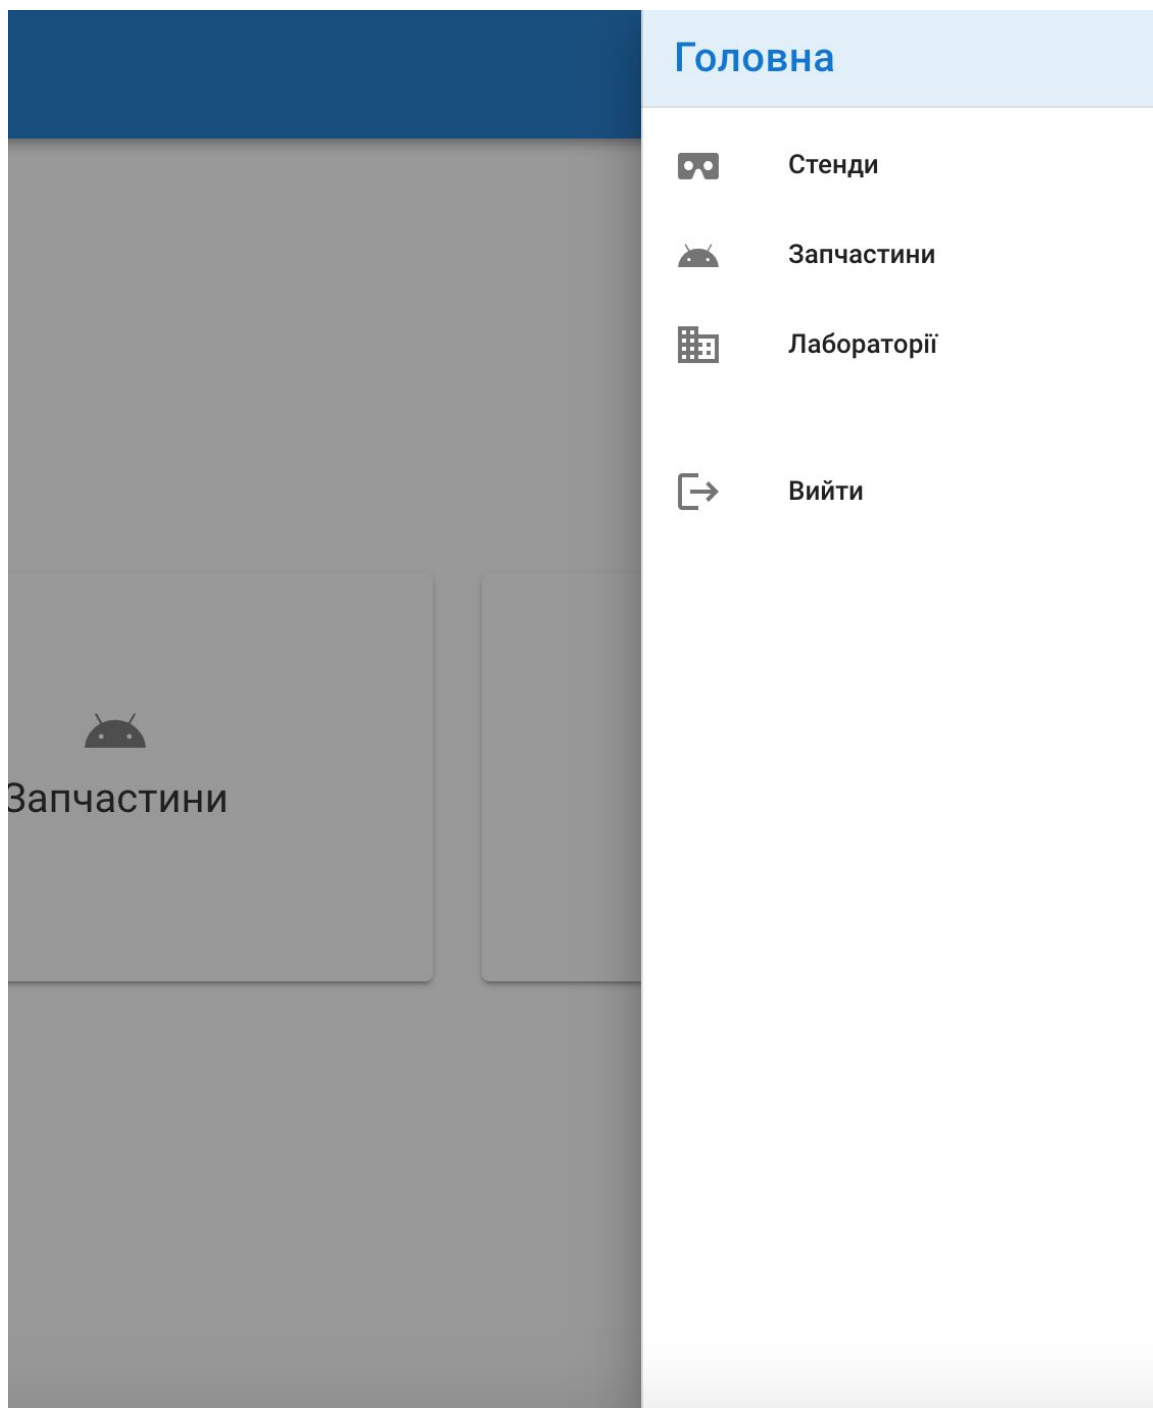 Головна
Стенди
Запчастини
Лабораторії
Вийти
Запчастини